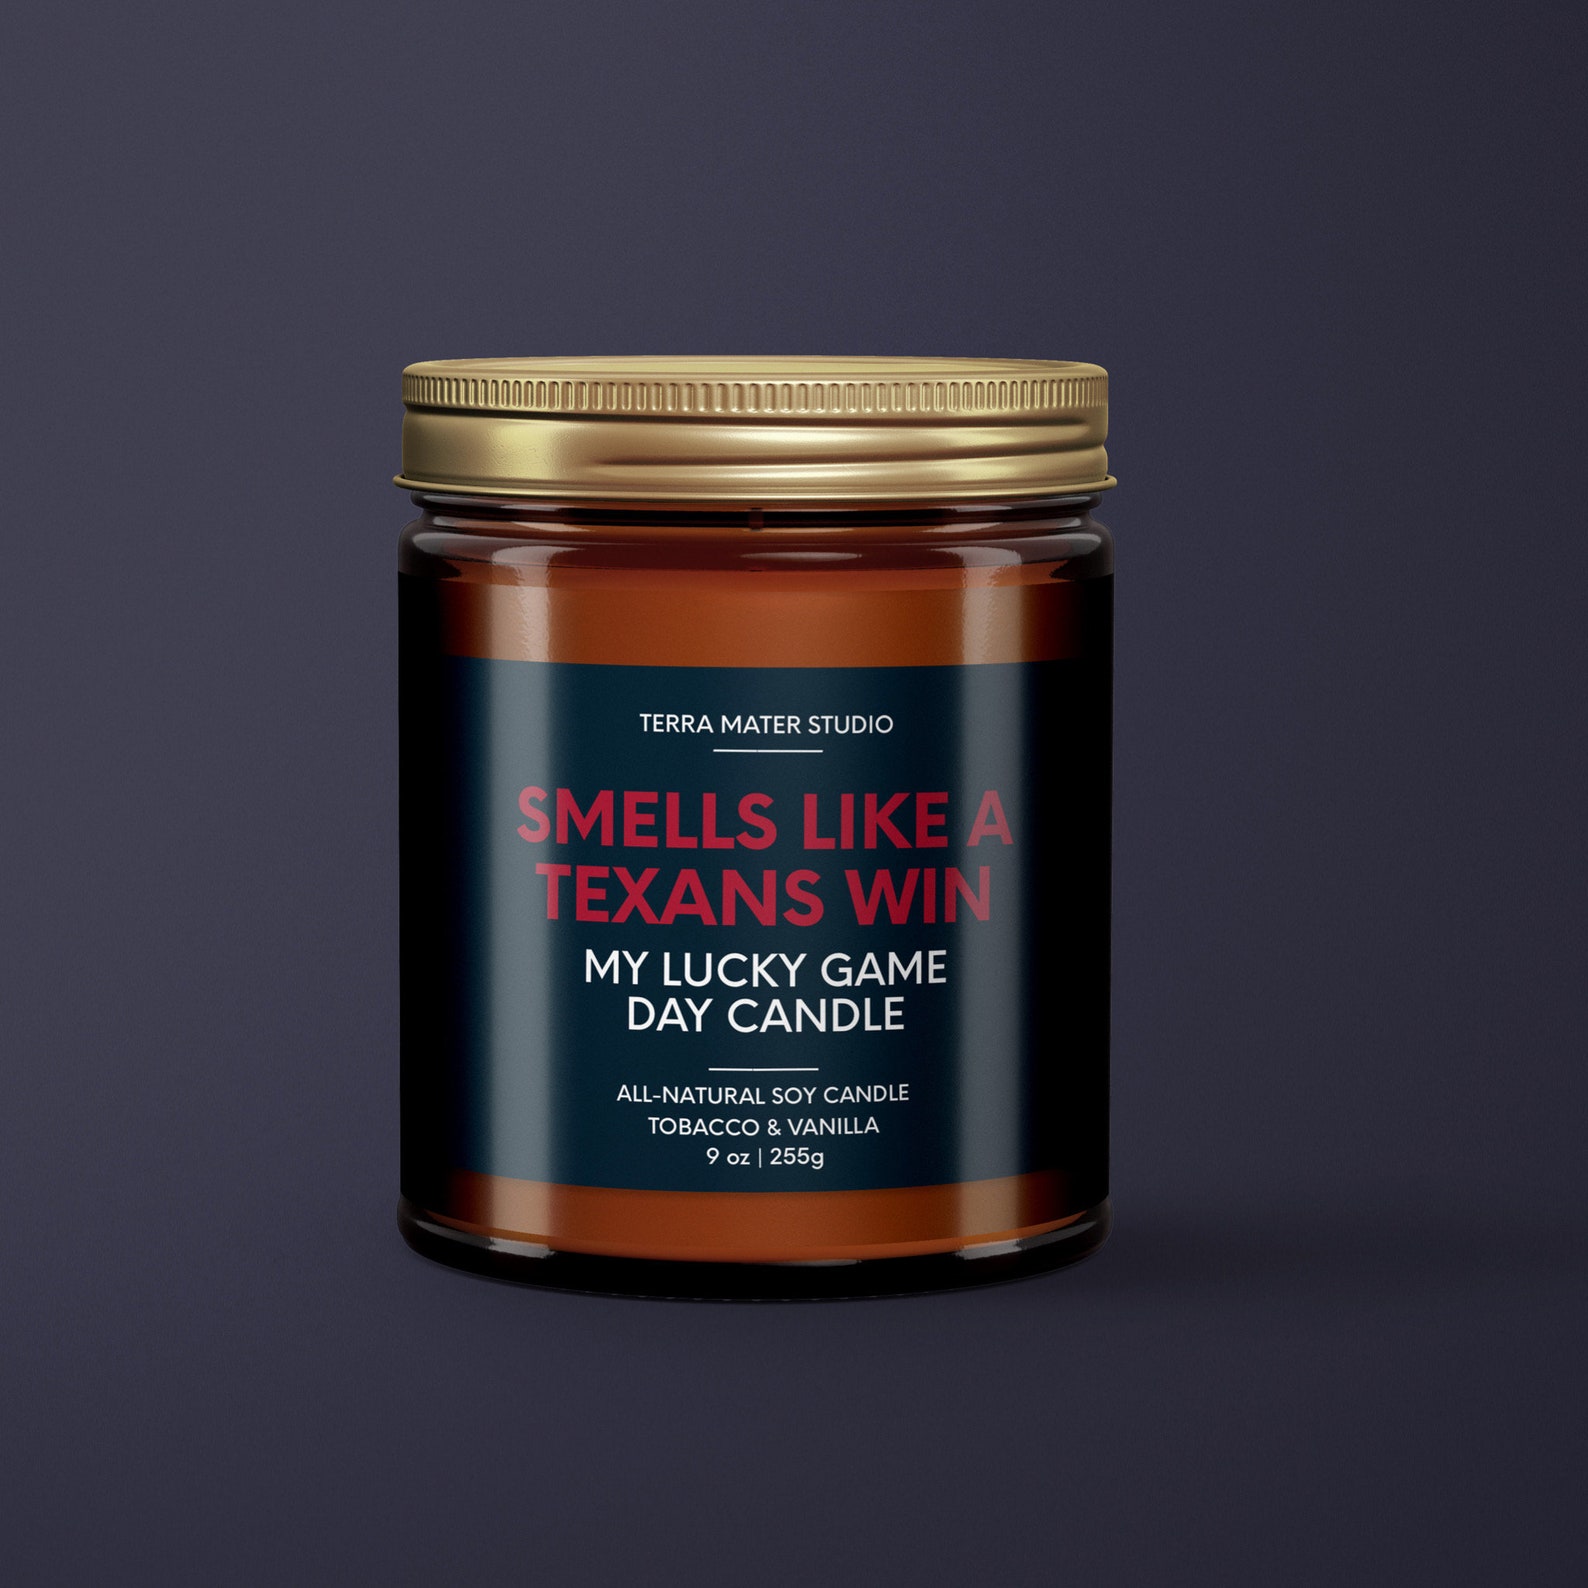 TERRA MATER STUDIO
SMELLS LIKE A
TEXANS WIN
MY LUCKY GAME
DAY CANDLE
ALL-NATURAL SOY CANDLE
TOBACCO & VANILLA
9 oz | 255g